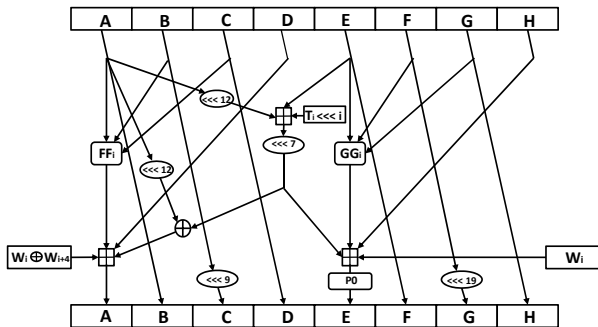 A B C D E F G H
<<< 12
Tᵢ <<< i
FFᵢ
<<< 7
GGᵢ
<<< 12
Wᵢ ⊕Wᵢ₊₄
Wᵢ
<<< 9
P0
<<< 19
A B C D E F G H